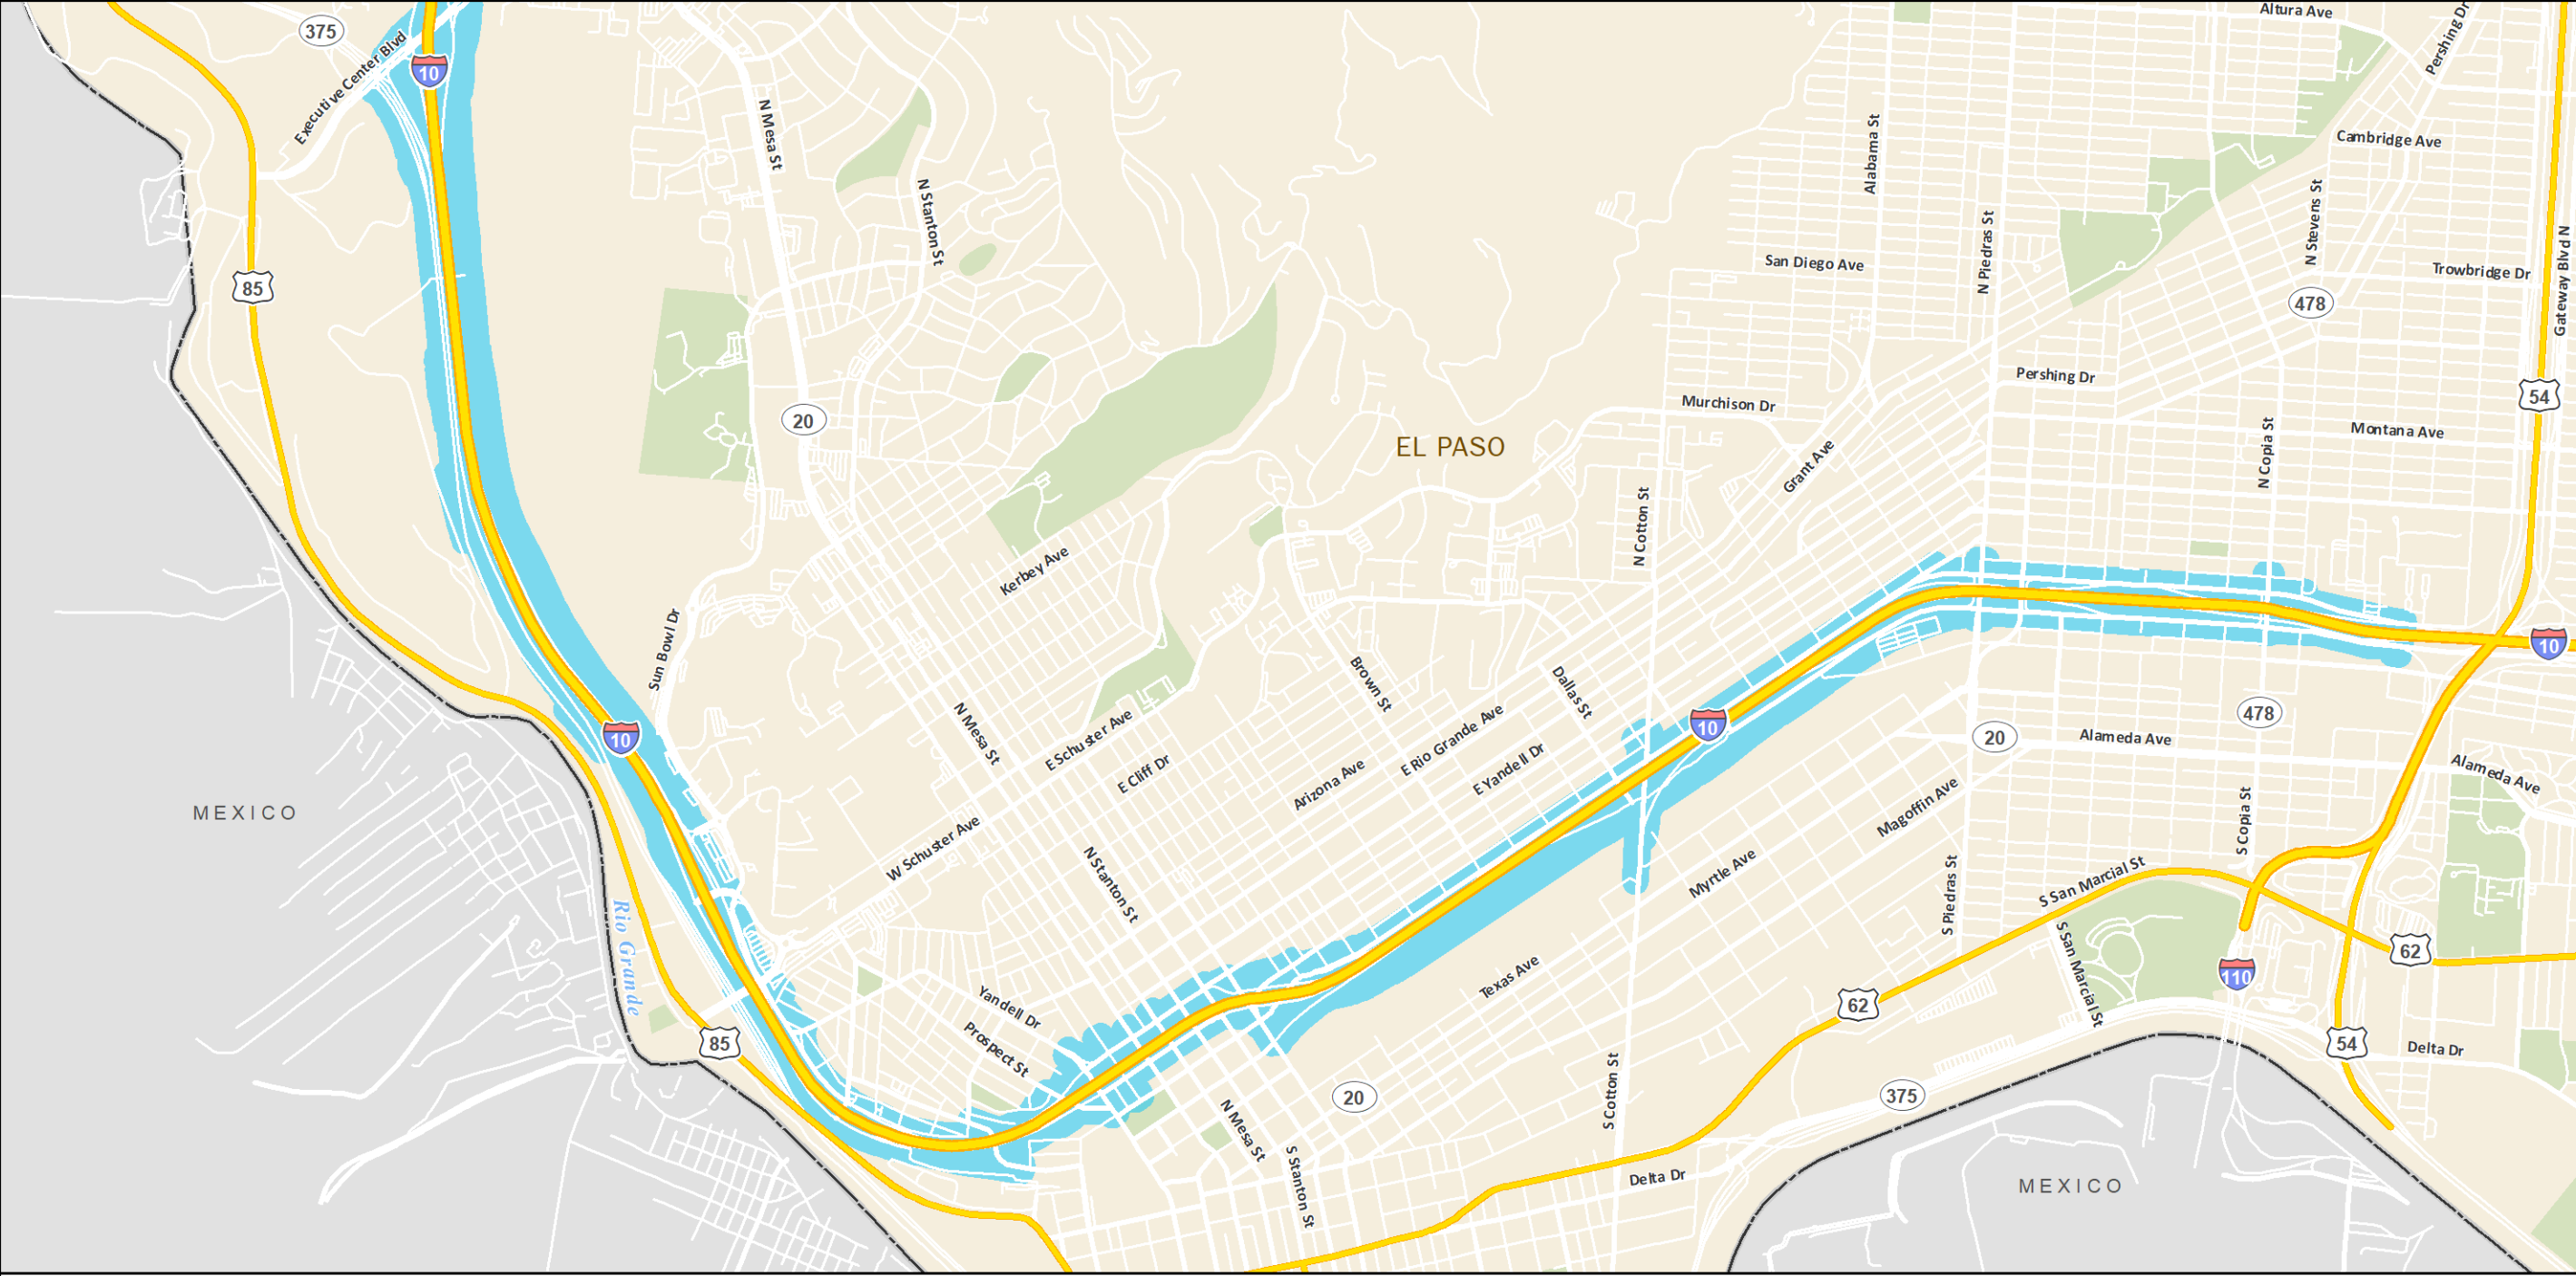 Altura Ave
375
Executive Center Blvd
10
Pershing Dr
N Mesa St
Alabama St
Cambridge Ave
N Stanton St
N Piedras St
N Stevens St
San Diego Ave
Trowbridge Dr
Gateway Blvd N
85
478
Pershing Dr
54
20
Murchison Dr
EL PASO
Montana Ave
Grant Ave
N Copia St
N Cotton St
Kerbey Ave
Sun Bowl Dr
10
Brown St
Dallas St
N Mesa St
E Schuster Ave
E Rio Grande Ave
10
10
478
20
Alameda Ave
E Cliff Dr
Arizona Ave
E Yandell Dr
Alameda Ave
MEXICO
Magoffin Ave
S Copia St
W Schuster Ave
N Stanton St
Myrtle Ave
S Piedras St
S San Marcial St
Rio Grande
62
S San Marcial St
110
Texas Ave
62
Yandell Dr
Prospect St
85
54
Delta Dr
20
S Cotton St
375
N Mesa St
S Stanton St
Delta Dr
MEXICO